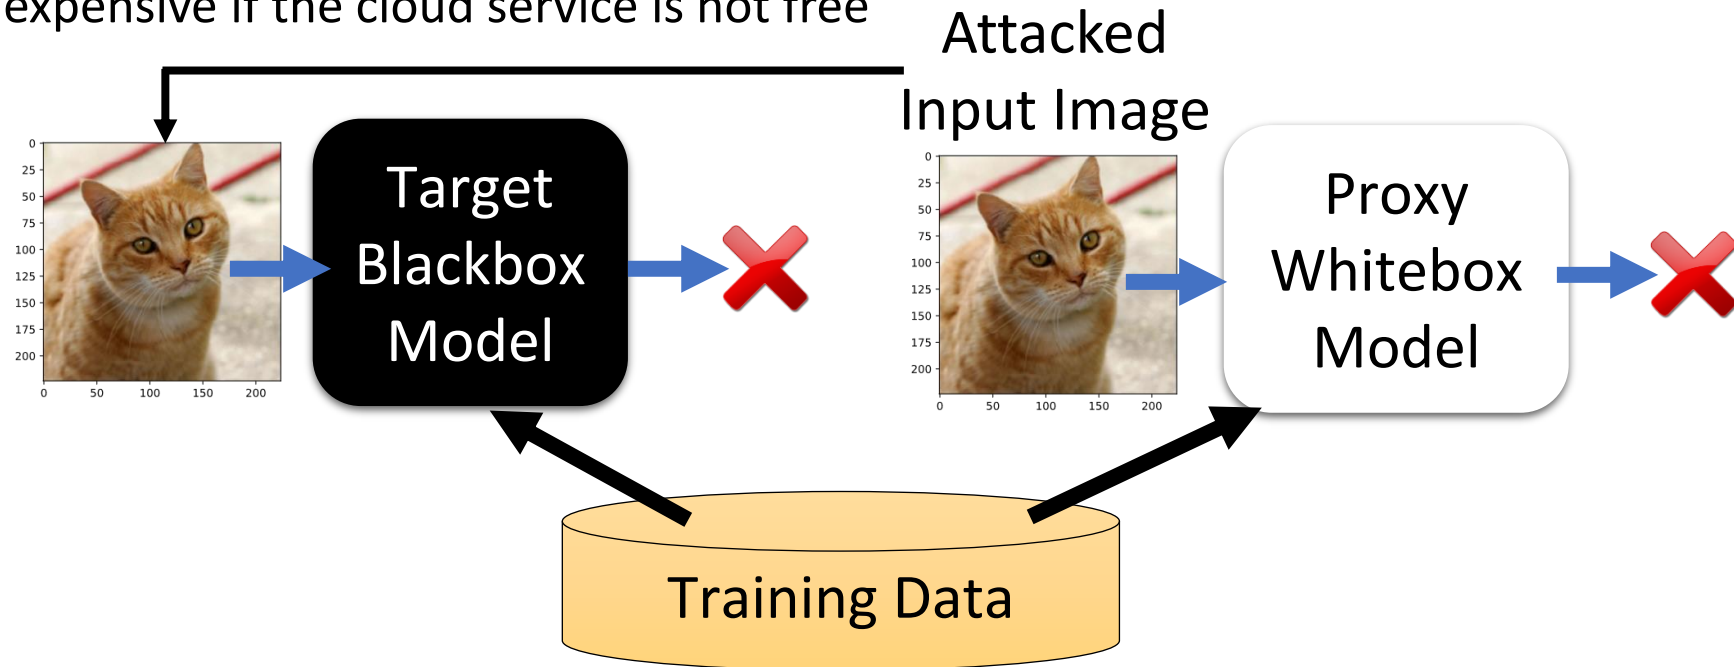 expensive if the cloud service is not free
Attacked
Input Image
0
25
50
75
100
125
150
175
200
0 50 100 150 200
Target
Blackbox
Model
0
25
50
75
100
125
150
175
200
0 50 100 150 200
Proxy
Whitebox
Model
Training Data